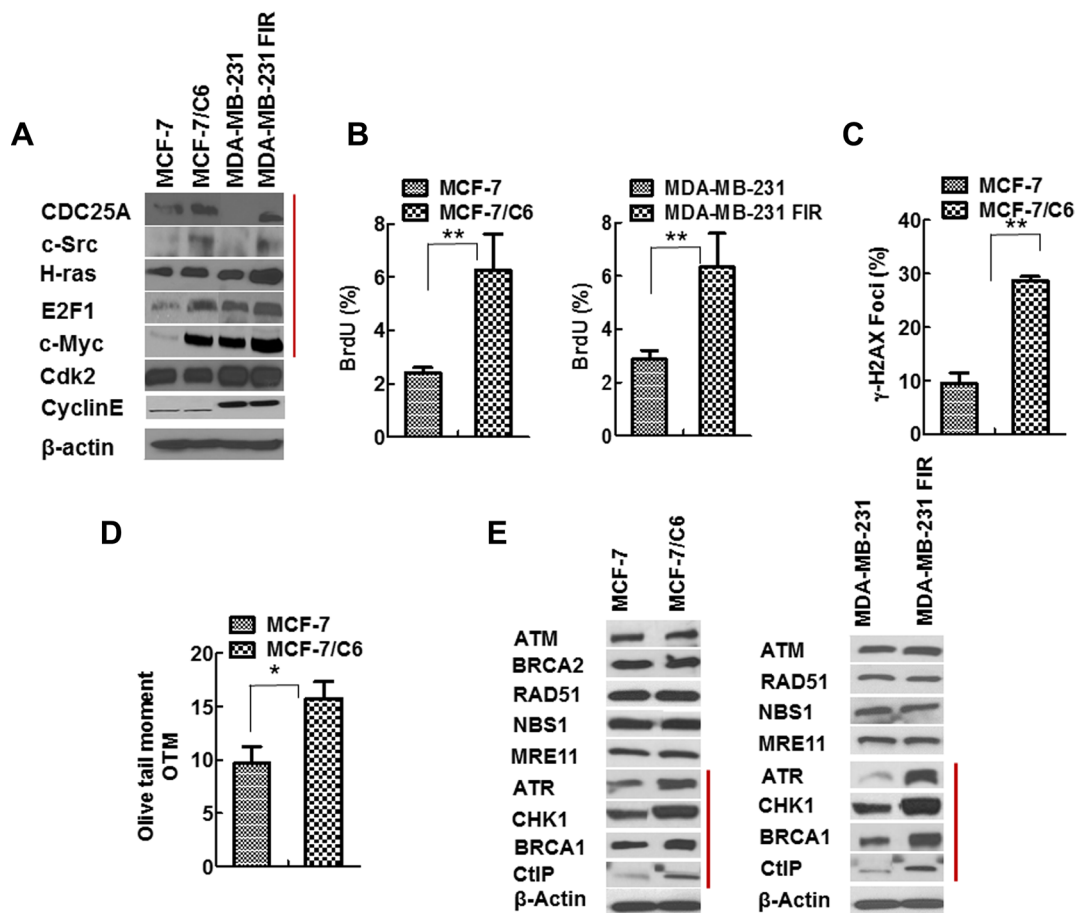 A
MCF-7
MCF-7/C6
MDA-MB-231
MDA-MB-231 FIR
CDC25A
c-Src
H-ras
E2F1
c-Myc
Cdk2
CyclinE
β-actin
B
MCF-7
MCF-7/C6
**
BrdU (%)
8
6
4
2
0
MDA-MB-231
MDA-MB-231 FIR
**
BrdU (%)
8
6
4
2
0
C
MCF-7
MCF-7/C6
**
γ-H2AX Foci (%)
40
30
20
10
0
D
MCF-7
MCF-7/C6
*
Olive tail moment
OTM
20
15
10
5
0
E
MCF-7
MCF-7/C6
ATM
BRCA2
RAD51
NBS1
MRE11
ATR
CHK1
BRCA1
CtIP
β-Actin
MDA-MB-231
MDA-MB-231 FIR
ATM
RAD51
NBS1
MRE11
ATR
CHK1
BRCA1
CtIP
β-Actin